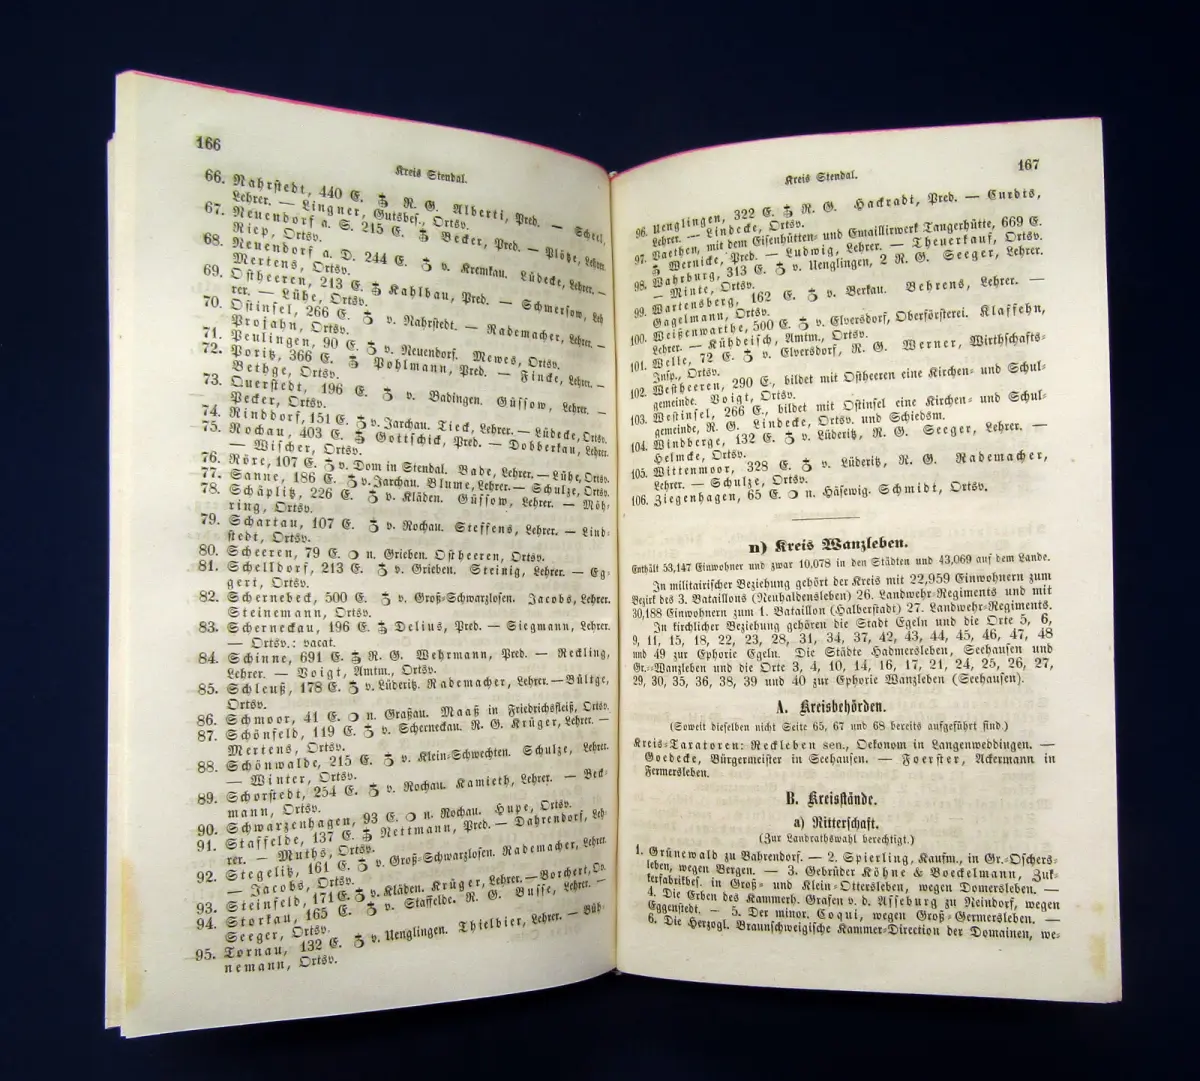 166
Kreis Stendal.
66. Nahrstedt, 440 E. R. G. Alberti, Pred. — Scheel,
Lehrer. — Lingner, Gutsbes., Ortsv.
67. Neuendorf a. S. 215 E. Becker, Pred. — Plötze, Lehrer
Riep, Ortsv.
68. Neuendorf a. D. 244 E. v. Kremkau. Lüdecke, Lehrer. —
Mertens, Ortsv.
69. Ostheeren, 213 E. Kahlbau, Pred. — Schmersow, Leh
rer. — Lühe, Ortsv.
70. Ostinsel, 266 E. v. Nahrstedt. — Rademacher, Lehrer. —
Projahn, Ortsv.
71. Peulingen, 90 E. v. Neuendorf. Mewes, Ortsv.
72. Poritz, 366 E. Pohlmann, Pred. — Fincke, Lehrer. —
Bethge, Ortsv.
73. Querstedt, 196 E. v. Badingen. Güssow, Lehrer. —
Pecker, Ortsv.
74. Rinddorf, 151 E. v. Jarchau. Tieck, Lehrer. — Lüdecke, Ortsv.
75. Rochau, 403 E. Gottschick, Pred. — Dobberkau, Lehrer.
— Wischer, Ortsv.
76. Röxe, 107 E. v. Dom in Stendal. Bade, Lehrer. — Lühe, Ortsv.
77. Sanne, 186 E. v. Jarchau. Blume, Lehrer. — Schulze, Ortsv.
78. Schäplitz, 226 E. v. Kläden. Güssow, Lehrer. — Möh-
ring, Ortsv.
79. Schartau, 107 E. v. Rochau. Steffens, Lehrer. — Lind-
stedt, Ortsv.
80. Scheeren, 79 E. n. Grieben. Ostheeren, Ortsv.
81. Schelldorf, 213 E. v. Grieben. Steinig, Lehrer. — Eg-
gert, Ortsv.
82. Schernebeck, 500 E. v. Groß-Schwarzlosen. Jacobs, Lehrer.
Steinemann, Ortsv.
83. Scherneckau, 196 E. Delius, Pred. — Siegmann, Lehrer.
— Ortsv.: vacat.
84. Schinne, 691 E. R. G. Wehrmann, Pred. — Reckling,
Lehrer. — Voigt, Amtm., Ortsv.
85. Schleuß, 178 E. v. Lüderitz. Rademacher, Lehrer. — Bültge,
Ortsv.
86. Schmoor, 41 E. n. Graßau. Maaß in Friedrichsfleiß, Ortsv.
87. Schönfeld, 119 E. v. Scherneckau. R. G. Krüger, Lehrer. —
Mertens, Ortsv.
88. Schönwalde, 215 E. v. Klein-Schwechten. Schulze, Lehrer.
— Winter, Ortsv.
89. Schorstedt, 254 E. v. Rochau. Kamieth, Lehrer. — Beck-
mann, Ortsv.
90. Schwarzenhagen, 93 E. n. Rochau. Hupe, Ortsv.
91. Staffelde, 137 E. Nettmann, Pred. — Dahrendorf, Leh-
rer. — Muths, Ortsv.
92. Stegelitz, 161 E. v. Groß-Schwarzlosen. Rademacher, Lehrer
— Jacobs, Ortsv.
93. Steinfeld, 171 E. v. Kläden. Krüger, Lehrer. — Borchert, Ov.
94. Storkau, 165 E. v. Staffelde. R. G. Busse, Lehrer. —
Seeger, Ortsv.
95. Tornau, 132 E. v. Uenglingen. Thielbier, Lehrer. — Büh-
nemann, Ortsv.
167
Kreis Stendal.
96. Uenglingen, 322 E. R. G. Hackradt, Pred. — Curdts,
Lehrer. — Lindecke, Ortsv.
97. Vaethen, mit dem Eisenhütten- und Emaillirwerk Tangerhütte, 669 E.
Wernicke, Pred. — Ludwig, Lehrer. — Theuerkauf, Ortsv.
98. Wahrburg, 313 E. v. Uenglingen, 2 R. G. Seeger, Lehrer.
— Minte, Ortsv.
99. Wartensberg, 162 E. v. Berkau. Behrens, Lehrer. —
Gagelmann, Ortsv.
100. Weißenwarthe, 500 E. v. Elversdorf, Oberförsterei. Klaffehn,
Lehrer. — Kühdeisch, Amtm., Ortsv.
101. Welle, 72 E. v. Elversdorf, R. G. Werner, Wirthschafts-
Insp., Ortsv.
102. Westheeren, 290 E., bildet mit Ostheeren eine Kirchen- und Schul-
gemeinde. Voigt, Ortsv.
103. Westinsel, 266 E., bildet mit Ostinsel eine Kirchen- und Schul-
gemeinde, R. G. Lindecke, Ortsv. und Schiedsm.
104. Windberge, 132 E. v. Lüderitz, R. G. Seeger, Lehrer. —
Helmcke, Ortsv.
105. Wittenmoor, 328 E. v. Lüderitz, R. G. Rademacher,
Lehrer. — Schulze, Ortsv.
106. Ziegenhagen, 65 E. n. Häsewig. Schmidt, Ortsv.
n) Kreis Wanzleben.
Enthält 53,147 Einwohner und zwar 10,078 in den Städten und 43,069 auf dem Lande.
In militairischer Beziehung gehört der Kreis mit 22,959 Einwohnern zum
Bezirk des 3. Bataillons (Neuhaldensleben) 26. Landwehr-Regiments und mit
30,188 Einwohnern zum 1. Bataillon (Halberstadt) 27. Landwehr-Regiments.
In kirchlicher Beziehung gehören die Stadt Egeln und die Orte 5, 6,
9, 11, 15, 18, 22, 23, 28, 31, 34, 37, 42, 43, 44, 45, 46, 47, 48
und 49 zur Ephorie Egeln. Die Städte Hadmersleben, Seehausen und
Gr.-Wanzleben und die Orte 3, 4, 10, 14, 16, 17, 21, 24, 25, 26, 27,
29, 30, 35, 36, 38, 39 und 40 zur Ephorie Wanzleben (Seehausen).
A. Kreisbehörden.
(Soweit dieselben nicht Seite 65, 67 und 68 bereits aufgeführt sind.)
Kreis-Taratoren: Reckleben sen., Oekonom in Langenweddingen. —
Goedecke, Bürgermeister in Seehausen. — Foerster, Ackermann in
Fermersleben.
B. Kreisstände.
a) Ritterschaft.
(Zur Landrathswahl berechtigt.)
1. Grünewald zu Bahrendorf. — 2. Spierling, Kaufm., in Gr.-Oschers-
leben, wegen Bergen. — 3. Gebrüder Köhne & Boeckelmann, Zuk-
kerfabrikbes. in Groß- und Klein-Ottersleben, wegen Domersleben. —
4. Die Erben des Kammerh. Grafen v. d. Asseburg zu Neindorf, wegen
Eggenstedt. — 5. Der minor. Coqui, wegen Groß-Germersleben. —
6. Die Herzogl. Braunschweigische Kammer-Direction der Domainen, we-